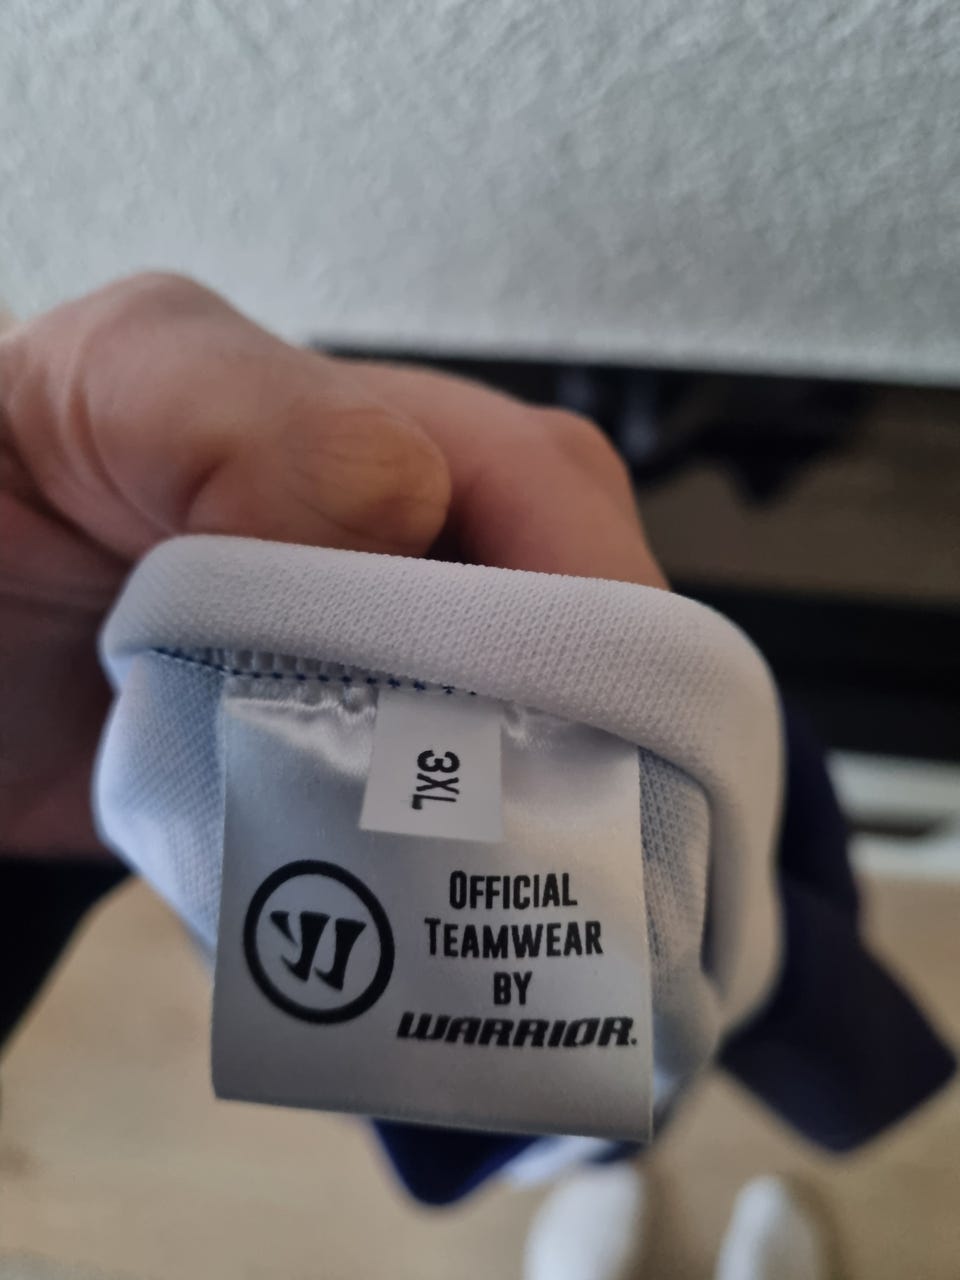 3XL
OFFICIAL
TEAMWEAR
BY
WARRIOR.